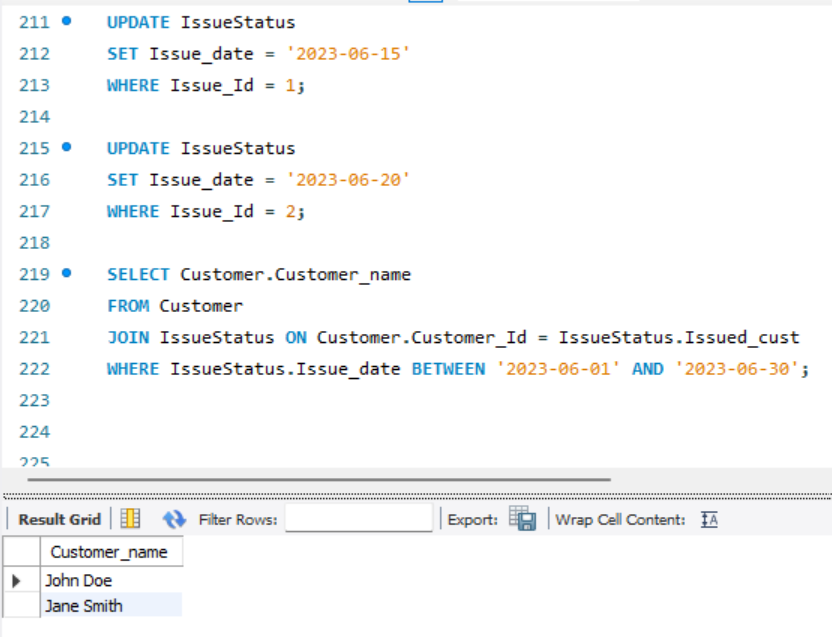 211 UPDATE IssueStatus
212 SET Issue_date = '2023-06-15'
213 WHERE Issue_Id = 1;
214
215 UPDATE IssueStatus
216 SET Issue_date = '2023-06-20'
217 WHERE Issue_Id = 2;
218
219 SELECT Customer.Customer_name
220 FROM Customer
221 JOIN IssueStatus ON Customer.Customer_Id = IssueStatus.Issued_cust
222 WHERE IssueStatus.Issue_date BETWEEN '2023-06-01' AND '2023-06-30';
223
224
225
Result Grid Filter Rows: Export: Wrap Cell Content: IA
Customer_name
John Doe
Jane Smith